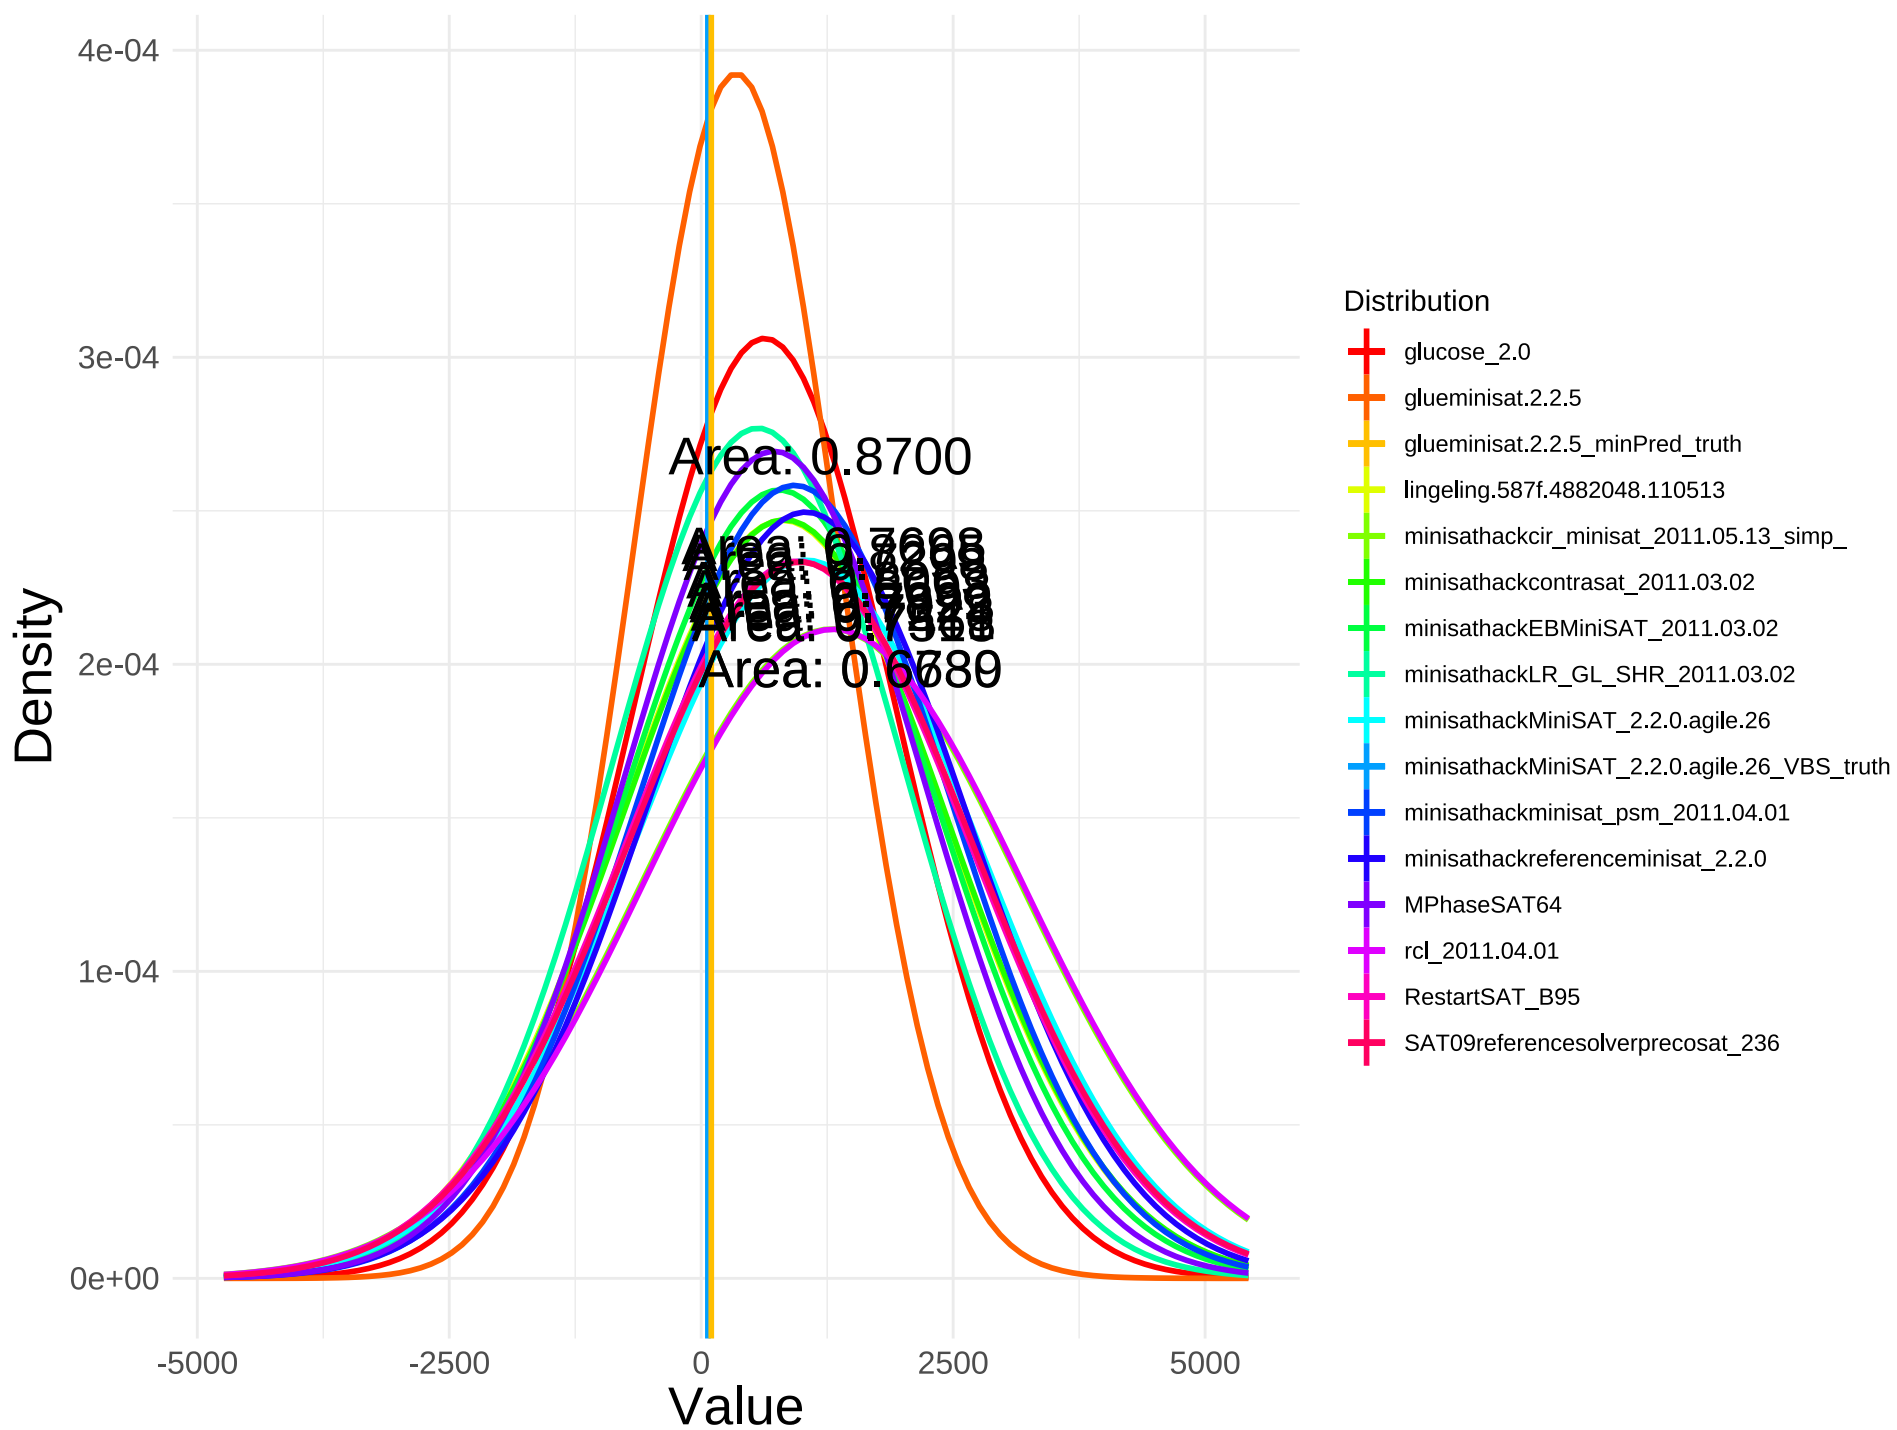 4e-04
3e-04
2e-04
1e-04
0e+00
Density
Area: 0.8700
Area:
Area:
-5000
-2500
0
2500
5000
Value
Distribution
glucose_2.0
glueminisat.2.2.5
glueminisat.2.2.5_minPred_truth
lingeling.587f.4882048.110513
minisathackcir_minisat_2011.05.13_simp_
minisathackcontrasat_2011.03.02
minisathackEBMiniSAT_2011.03.02
minisathackLR_GL_SHR_2011.03.02
minisathackMiniSAT_2.2.0.agile.26
minisathackMiniSAT_2.2.0.agile.26_VBS_truth
minisathackminisat_psm_2011.04.01
minisathackreferenceminisat_2.2.0
MPhaseSAT64
rcl_2011.04.01
RestartSAT_B95
SAT09referencesolverprecosat_236